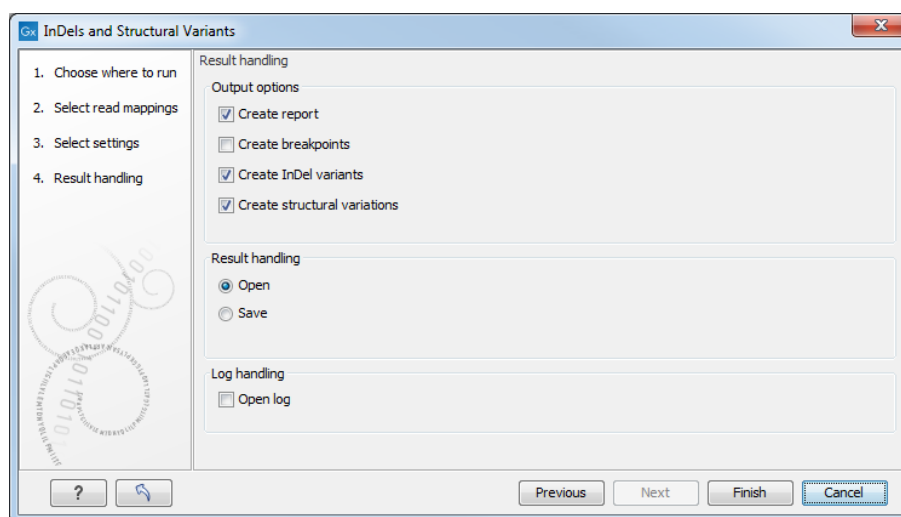 Gx InDels and Structural Variants
1. Choose where to run
2. Select read mappings
3. Select settings
4. Result handling
Result handling
Output options
Create report
Create breakpoints
Create InDel variants
Create structural variations
Result handling
Open
Save
Log handling
Open log
? Previous Next Finish Cancel